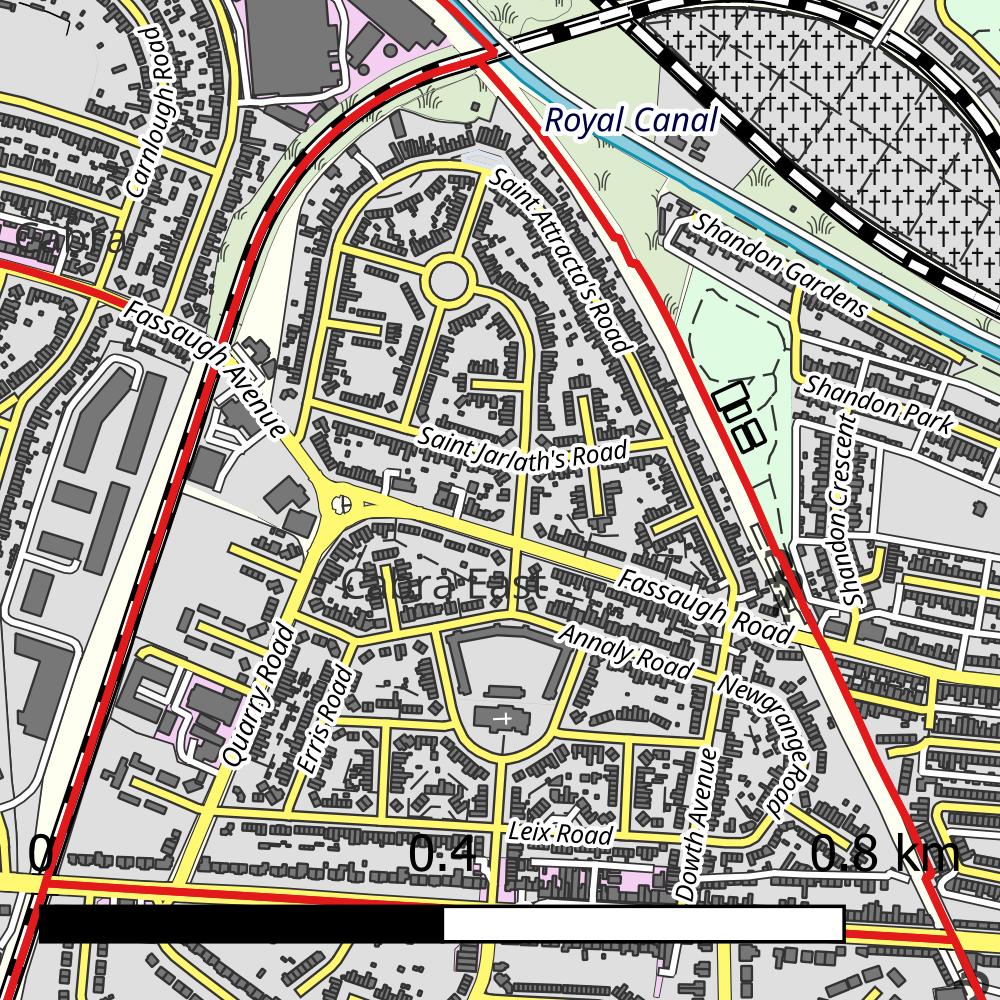 Carnlough Road
Royal Canal
Cabra
Saint Attracta's Road
Shandon Gardens
Fassaugh Avenue
Shandon Park
Saint Jarlath's Road
Shandon Crescent
Cabra East
Fassaugh Road
Annaly Road
Quarry Road
Erris Road
Newgrange Road
Leix Road
Dowth Avenue
0 0.4 0.8 km